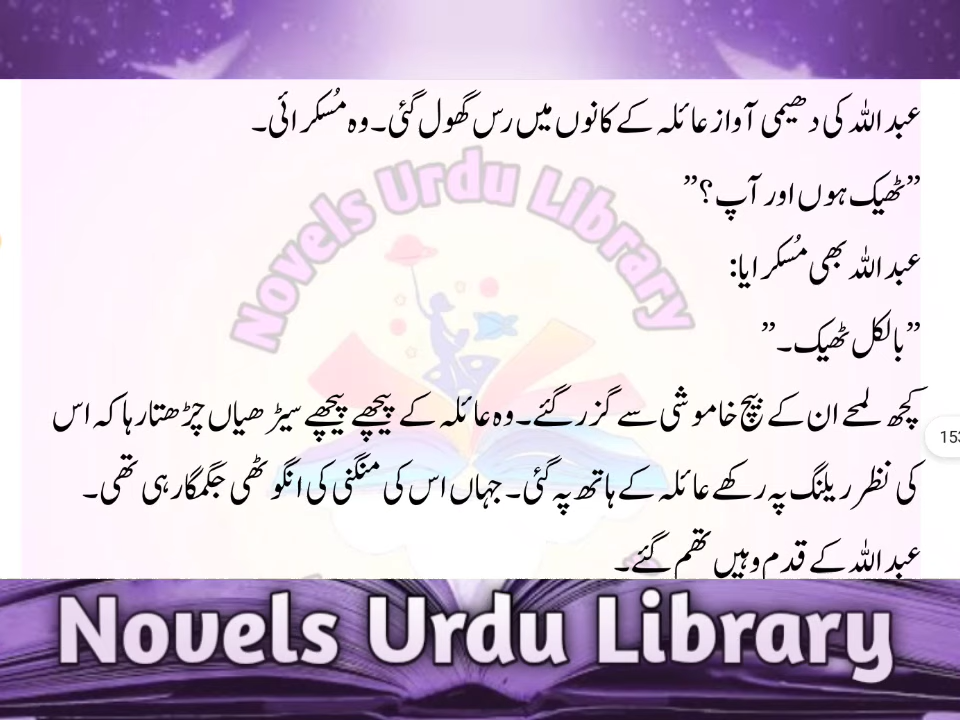 عبداللہ کی دھیمی آواز عائلہ کے کانوں میں رس گھول گئی۔ وہ مُسکرائی۔
”ٹھیک ہوں اور آپ؟”
عبداللہ بھی مُسکرایا:
”بالکل ٹھیک۔”
کچھ لمحے ان کے بیچ خاموشی سے گزر گئے۔ وہ عائلہ کے پیچھے پیچھے سیڑھیاں چڑھتا رہا کہ اس
کی نظر ریلنگ پہ رکھے عائلہ کے ہاتھ پہ گئی۔ جہاں اس کی منگنی کی انگوٹھی جگمگا رہی تھی۔
عبداللہ کے قدم وہیں تھم گئے۔
Novels Urdu Library
153
Novels Urdu Library